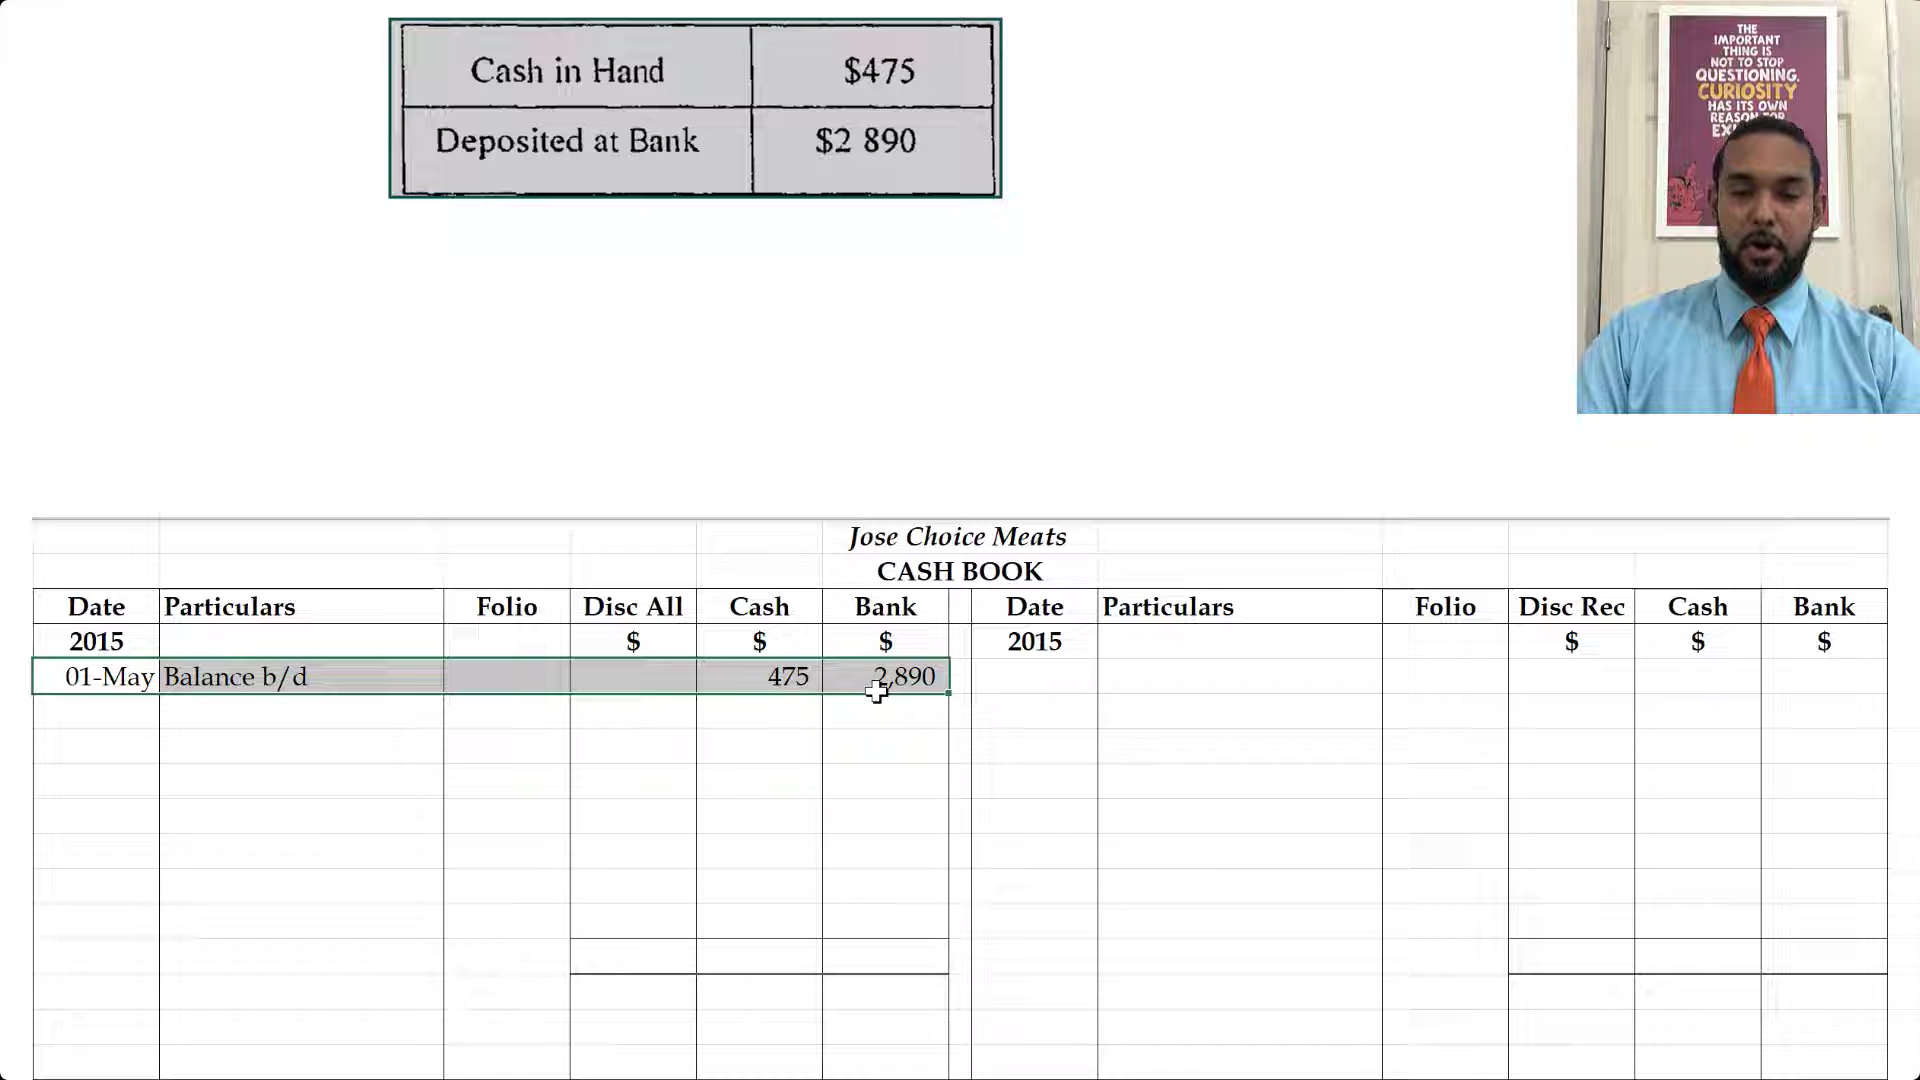 Cash in Hand $475
Deposited at Bank $2 890
THE
IMPORTANT
THING IS
NOT TO STOP
QUESTIONING.
CURIOSITY
HAS ITS OWN
REASON FOR
Jose Choice Meats
CASH BOOK
Date Particulars Folio Disc All Cash Bank Date Particulars Folio Disc Rec Cash Bank
2015 $ $ $ 2015 $ $ $
01-May Balance b/d 475 2,890